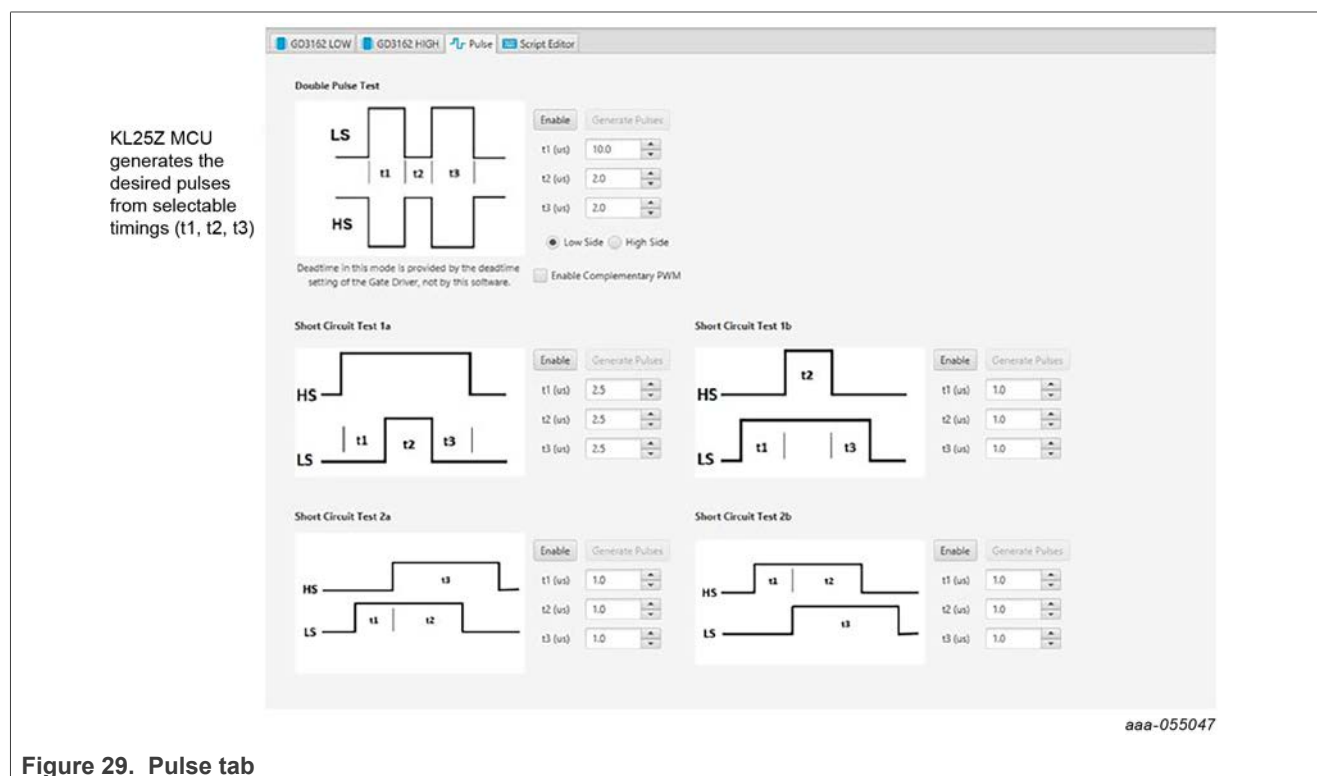 GD3162 LOW GD3162 HIGH Pulse Script Editor
KL25Z MCU
generates the
desired pulses
from selectable
timings (t1, t2, t3)
Double Pulse Test
LS
t1 t2 t3
HS
Deadtime in this mode is provided by the deadtime
setting of the Gate Driver, not by this software.
Enable Generate Pulses
t1 (us) 10.0
t2 (us) 2.0
t3 (us) 2.0
Low Side High Side
Enable Complementary PWM
Short Circuit Test 1a
HS
t1 t2 t3
LS
Enable Generate Pulses
t1 (us) 2.5
t2 (us) 2.5
t3 (us) 2.5
Short Circuit Test 1b
t2
HS
t1 t3
LS
Enable Generate Pulses
t1 (us) 1.0
t2 (us) 1.0
t3 (us) 1.0
Short Circuit Test 2a
t3
HS
t1 t2
LS
Enable Generate Pulses
t1 (us) 1.0
t2 (us) 1.0
t3 (us) 1.0
Short Circuit Test 2b
t1 t2
HS
t3
LS
Enable Generate Pulses
t1 (us) 1.0
t2 (us) 1.0
t3 (us) 1.0
aaa-055047
Figure 29. Pulse tab